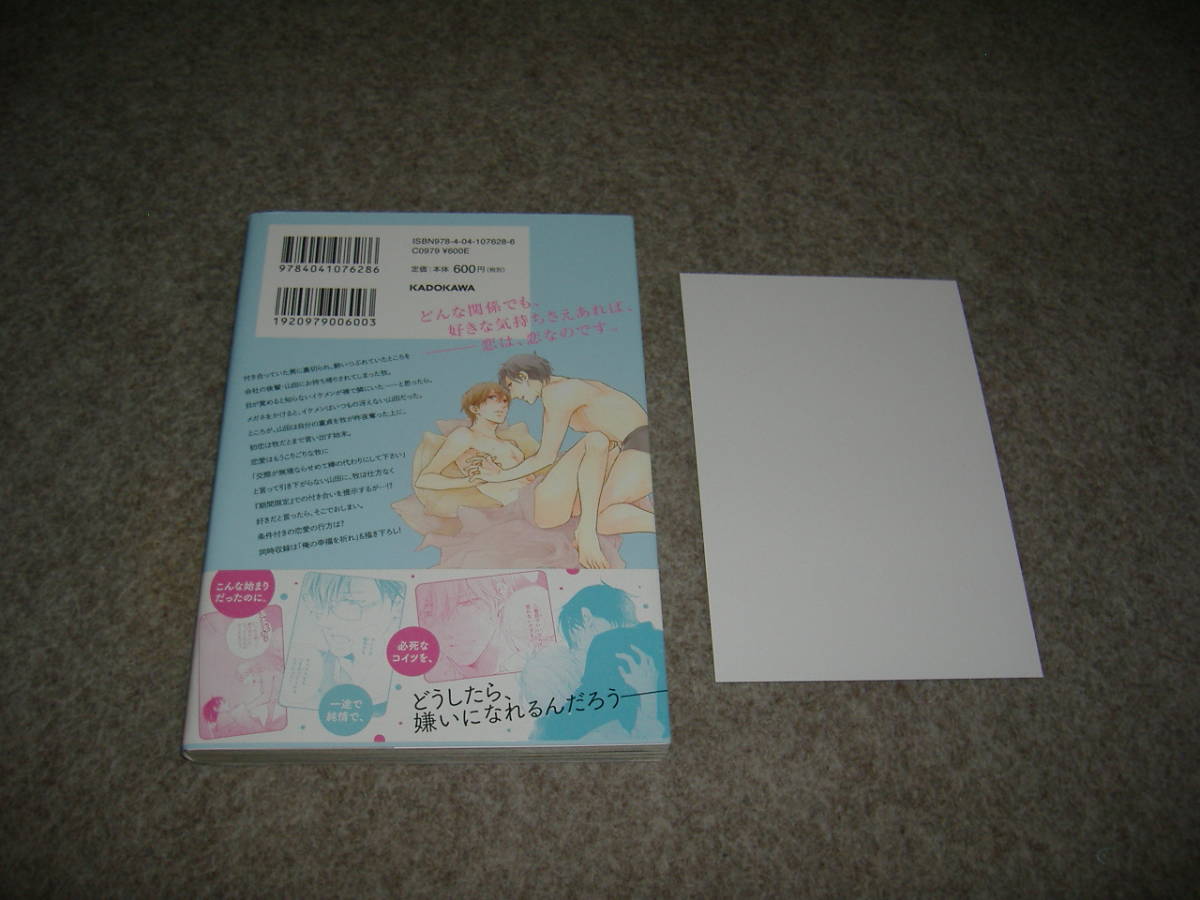 ISBN978-4-04-107628-6
C0979 ¥600E
9784041076286
定価:本体600円(税別)
KADOKAWA
1920979006003
どんな関係でも、
好きな気持ちさえあれば、
――恋は、恋なのです。
付き合っていた男に裏切られ、酔いつぶれていたところを
会社の後輩・山田にお持ち帰りされてしまった牧。
目が覚めると知らないイケメンが裸で隣にいた――と思ったら、
メガネをかけると、イケメンはいつもの冴えない山田だった。
ところが、山田は自分の童貞を牧が昨夜奪った上に、
初恋は牧だとまで言い出す始末。
恋愛はもうこりごりな牧に
「交際が無理ならせめて棒の代わりにして下さい」
と言って引き下がらない山田に、牧は仕方なく
『期間限定』での付き合いを提示するが…!?
好きだと言ったら、そこでおしまい。
条件付きの恋愛の行方は?
同時収録は「俺の幸福を祈れ」&描き下ろし!
こんな始まり
だったのに、
一途で
純情で、
必死な
コイツを、
どうしたら、
嫌いになれるんだろう――